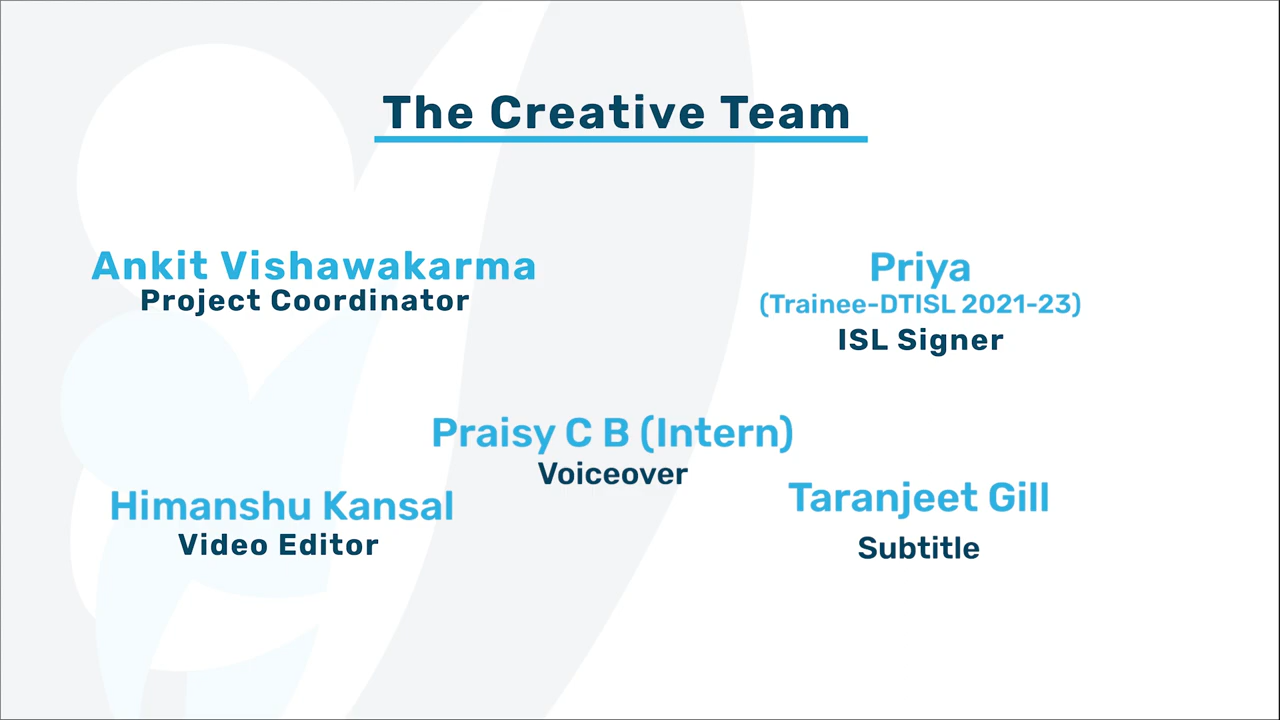 The Creative Team
Ankit Vishawakarma
Project Coordinator
Priya
(Trainee-DTISL 2021-23)
ISL Signer
Praisy C B (Intern)
Voiceover
Himanshu Kansal
Video Editor
Taranjeet Gill
Subtitle